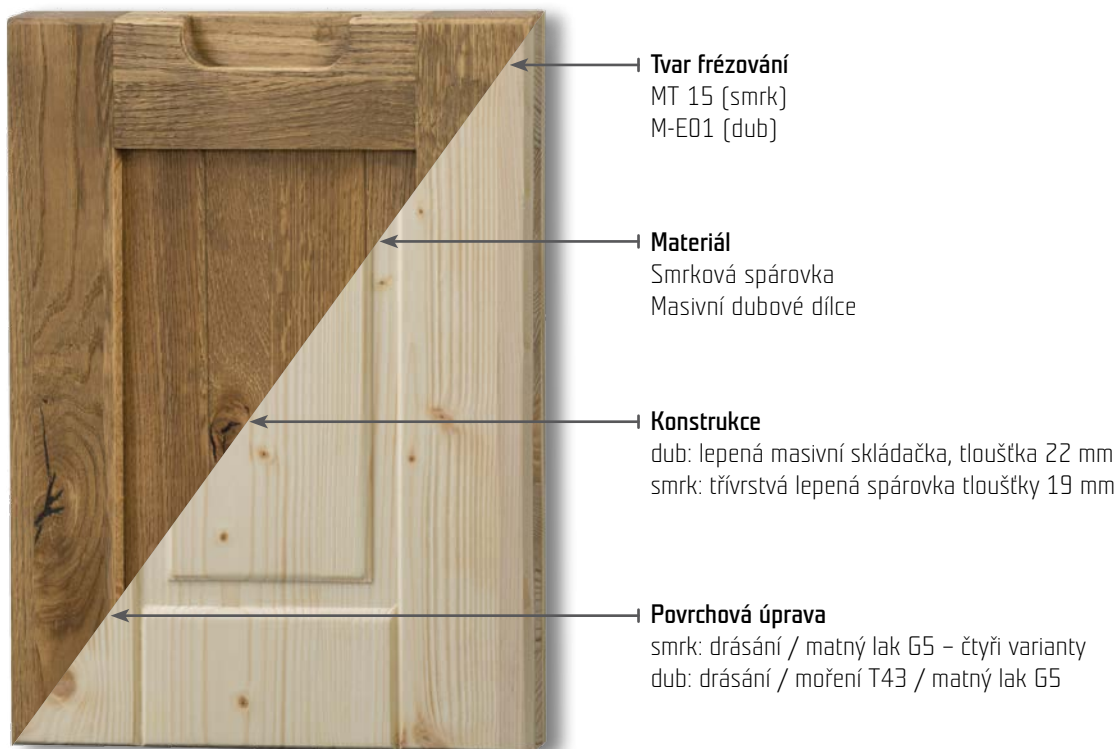 Tvar frézování
MT 15 (smrk)
M-E01 (dub)
Materiál
Smrková spárovka
Masivní dubové dílce
Konstrukce
dub: lepená masivní skládačka, tloušťka 22 mm
smrk: třívrstvá lepená spárovka tloušťky 19 mm
Povrchová úprava
smrk: drásání / matný lak G5 – čtyři varianty
dub: drásání / moření T43 / matný lak G5